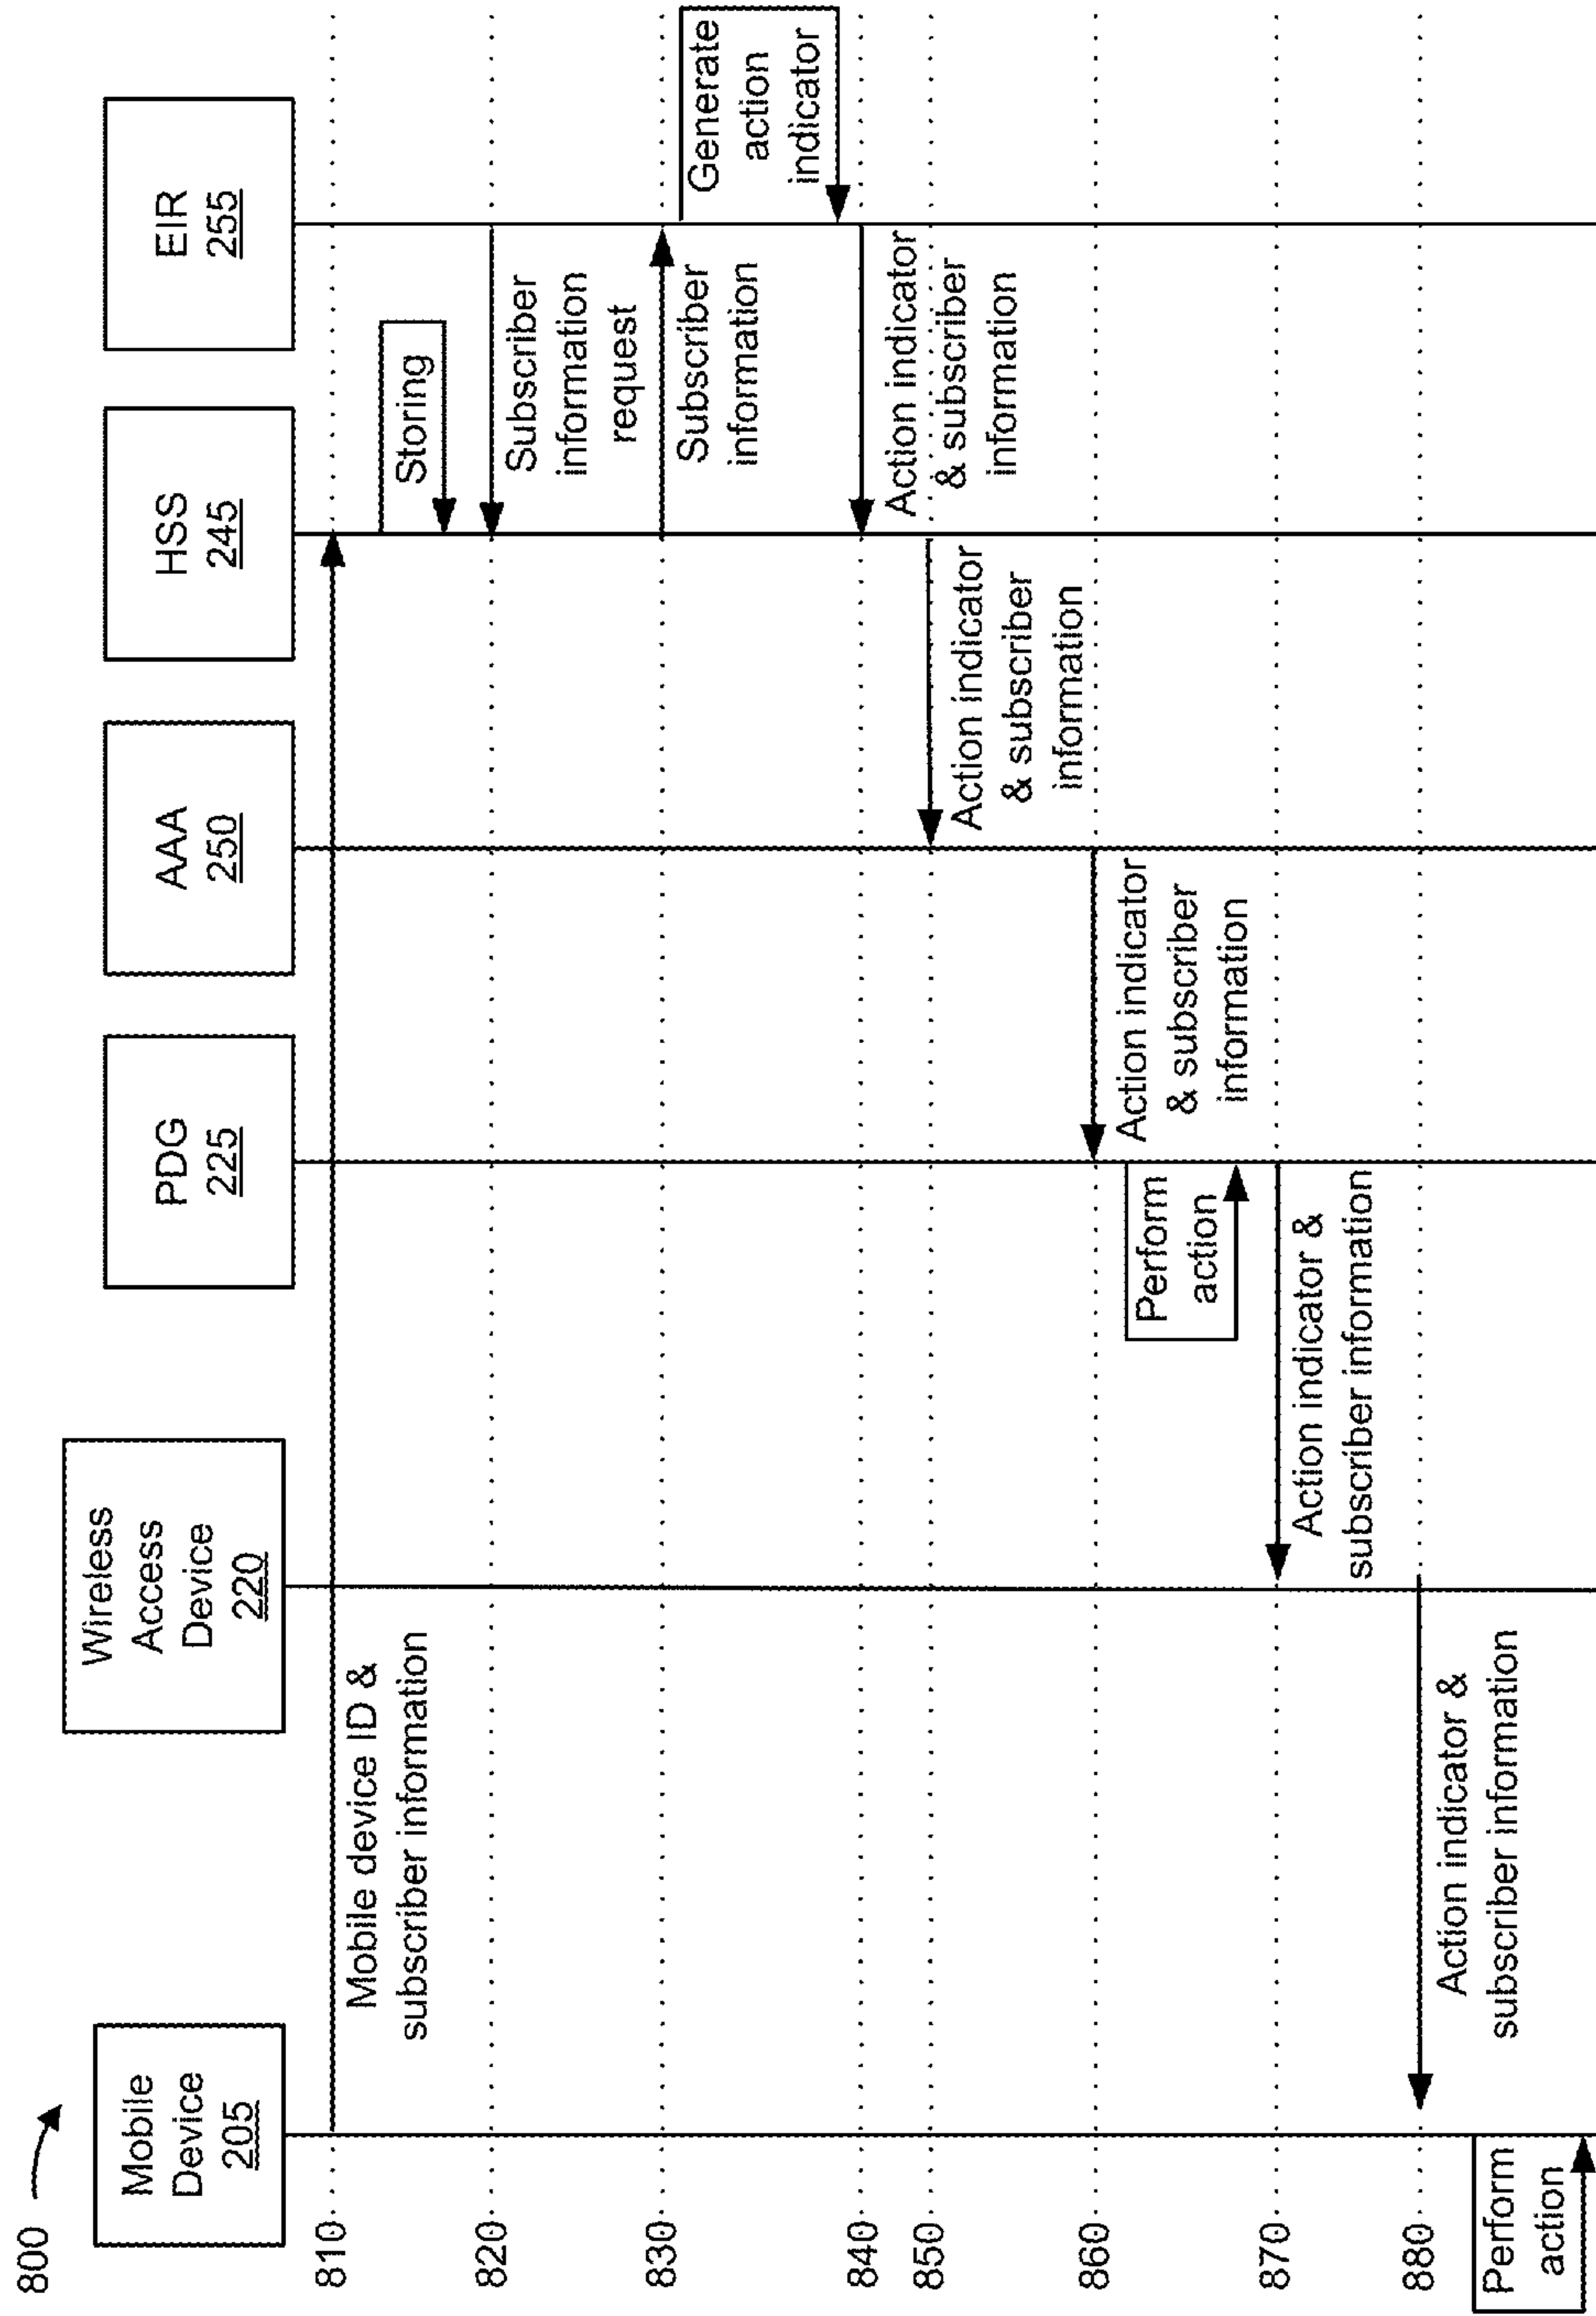 800
Mobile
Device
205
Wireless
Access
Device
220
PDG
225
AAA
250
HSS
245
EIR
255
810
Mobile device ID &
subscriber information
Storing
820
Subscriber
information
request
830
Subscriber
information
Generate
action
indicator
840
Action indicator
& subscriber
information
850
Action indicator
& subscriber
information
860
Action indicator
& subscriber
information
Perform
action
870
Action indicator &
subscriber information
880
Action indicator &
subscriber information
Perform
action